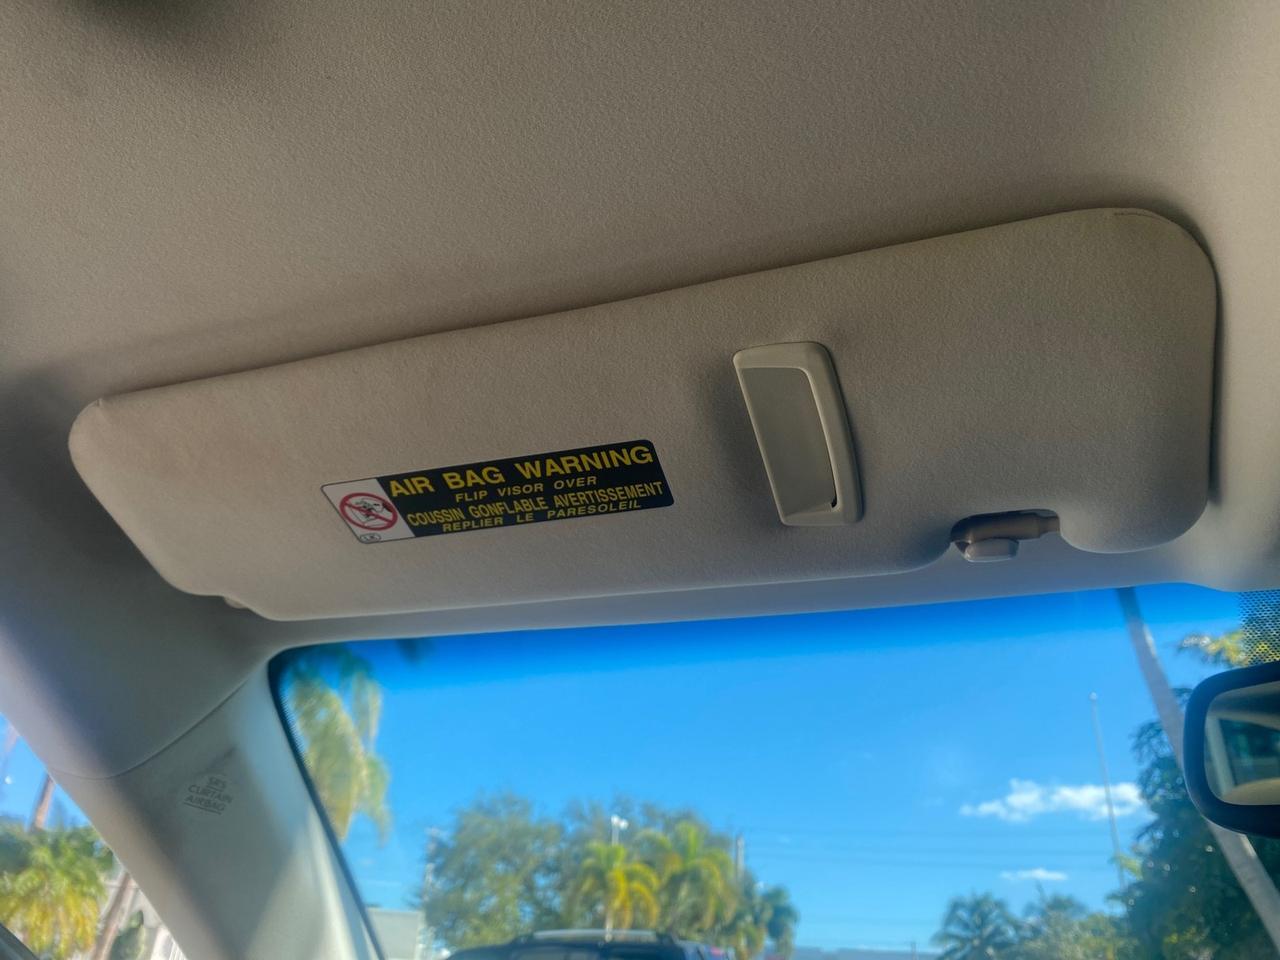 AIR BAG WARNING
FLIP VISOR OVER
COUSSIN GONFLABLE AVERTISSEMENT
REPLIER LE PARESOLEIL
SRS
CURTAIN
AIRBAG